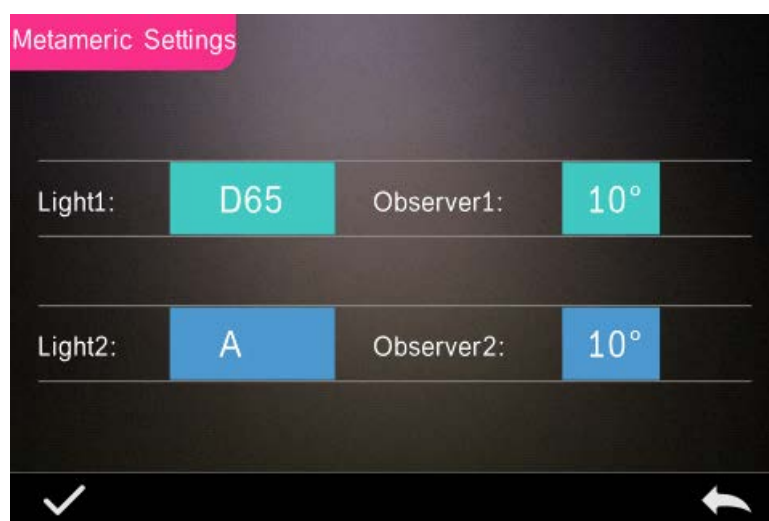 Metameric Settings
Light1: D65 Observer1: 10°
Light2: A Observer2: 10°